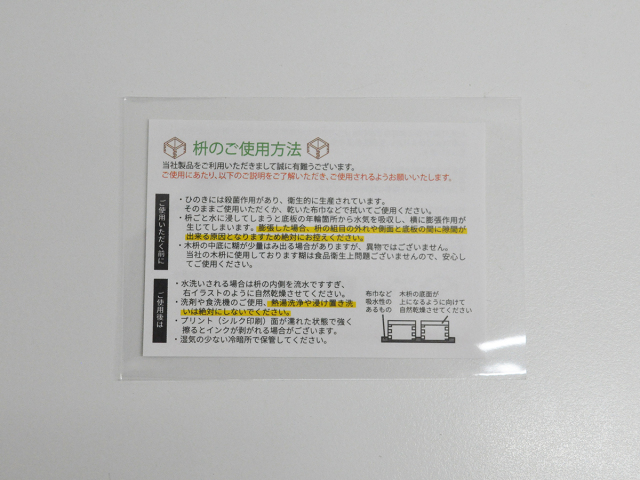 枡のご使用方法
当社製品をご利用いただきまして誠に有難うございます。
ご使用にあたり、以下のご説明をご了解いただき、ご使用されるようお願いいたします。
ご使用いただく前に
・ひのきには殺菌作用があり、衛生的に生産されています。
そのままご使用いただくか、乾いた布巾などで拭いてご使用ください。
・枡ごと水に浸してしまうと底板の年輪箇所から水気を吸収し、横に膨張作用が
生じてしまいます。膨張した場合、枡の組目の外れや側面と底板の間に隙間が
出来る原因となりますため絶対にお控えください。
・木枡の中底に糊が少量はみ出る場合がありますが、異物ではございません。
当社の木枡に使用しております糊は食品衛生上問題ございませんので、安心し
てご使用ください。
ご使用後は
・水洗いされる場合は枡の内側を流水ですすぎ、
右イラストのように自然乾燥させてください。
・洗剤や食洗機のご使用、熱湯洗浄や浸け置き洗
いは絶対にしないでください。
・プリント（シルク印刷）面が濡れた状態で強く
擦るとインクが剥がれる場合がございます。
・湿気の少ない冷暗所で保管してください。
布巾など
吸水性の
あるもの
木枡の底面が
上になるように向けて
自然乾燥させてください